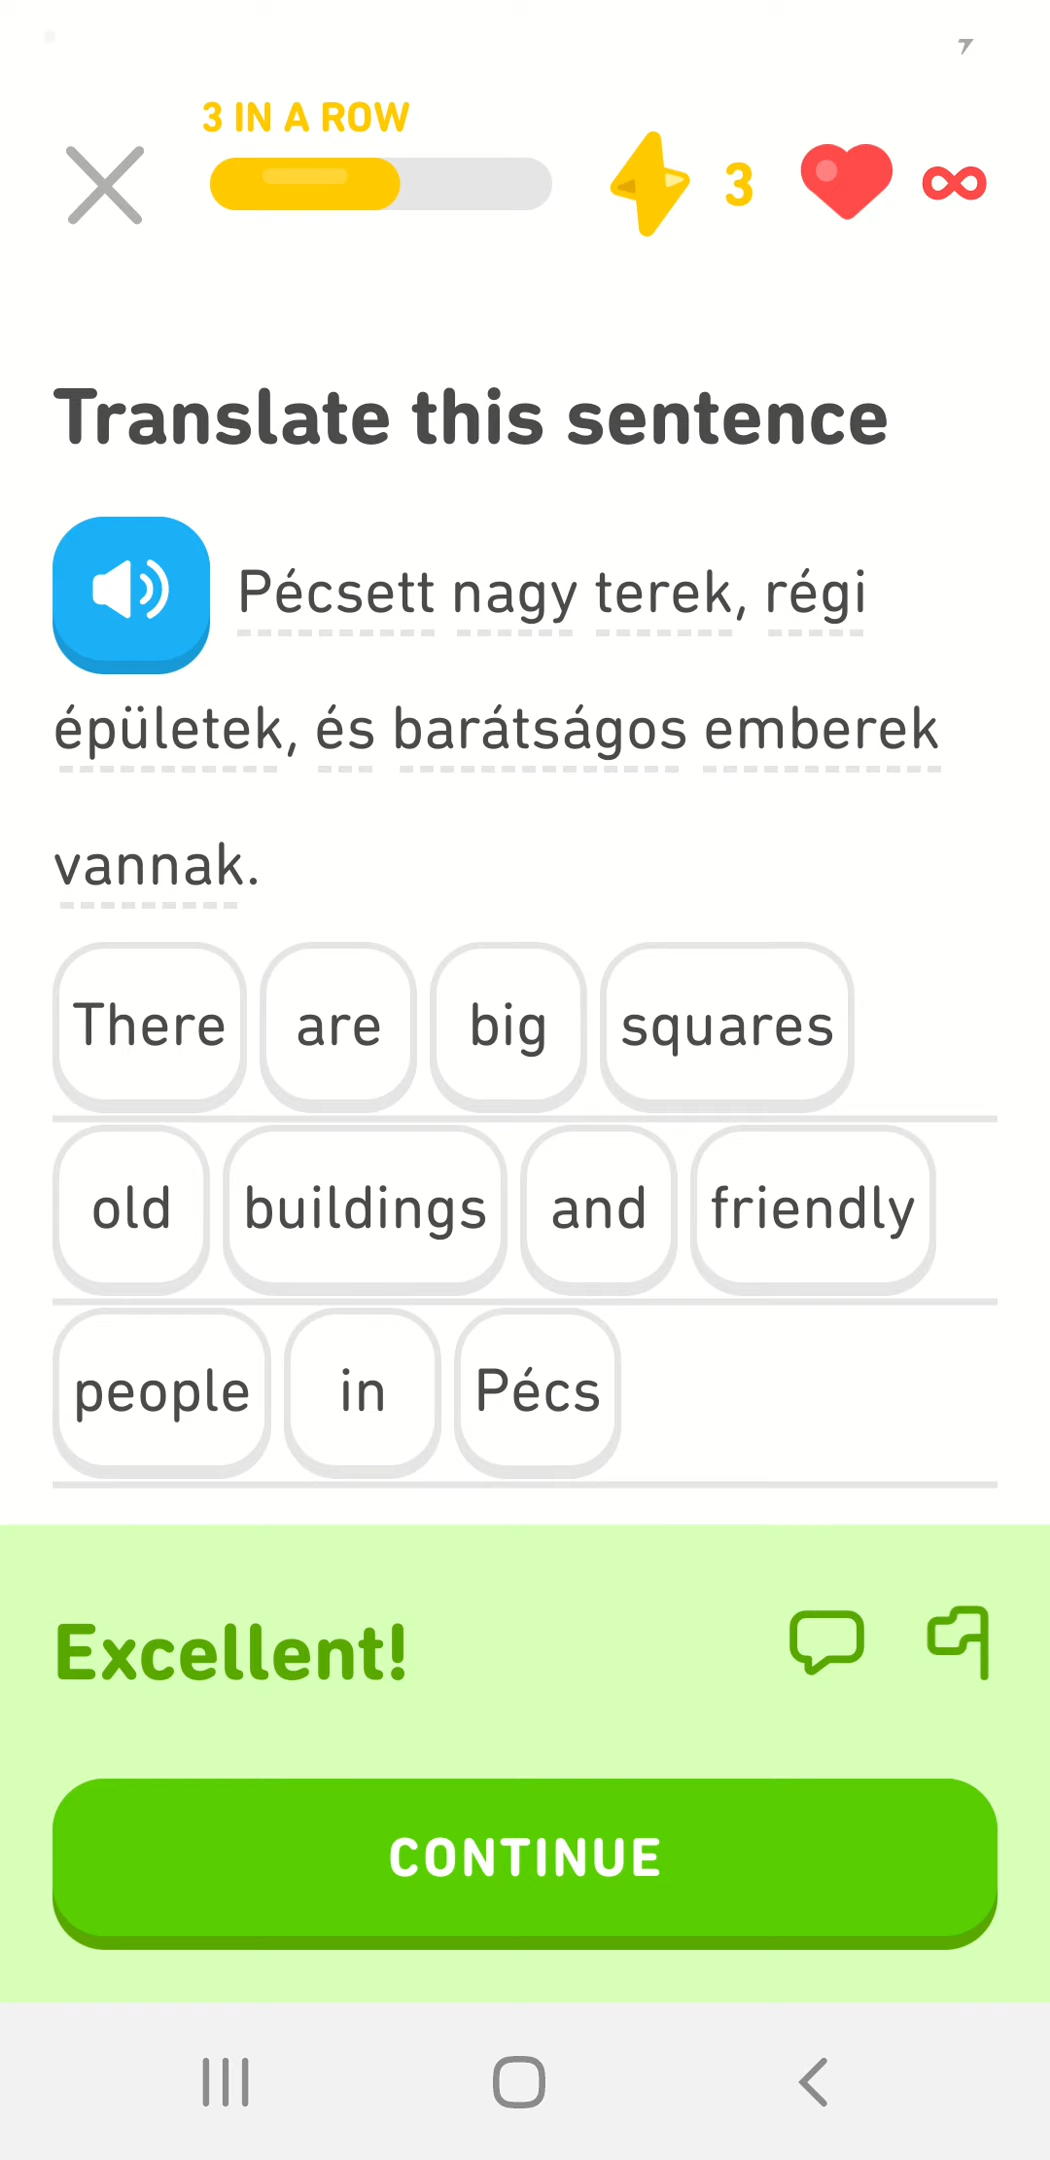 3 IN A ROW
3
Translate this sentence
Pécsett nagy terek, régi
épületek, és barátságos emberek
vannak.
There are big squares
old buildings and friendly
people in Pécs
Excellent!
CONTINUE